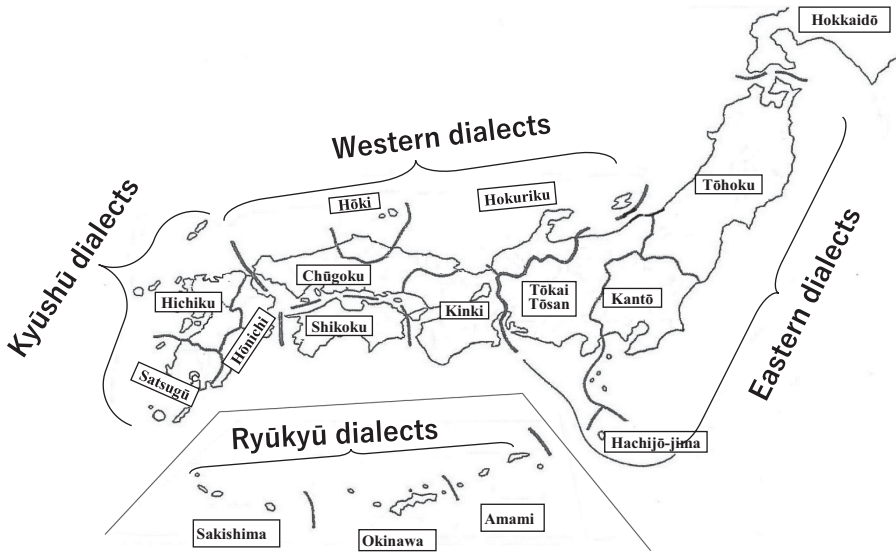 Hokkaidō
Western dialects
Tōhoku
Hōki
Hokuriku
Kyūshū dialects
Eastern dialects
Chūgoku
Hichiku
Tōkai
Tōsan
Kantō
Kinki
Shikoku
Hōnichi
Satsugū
Ryūkyū dialects
Hachijō-jima
Amami
Sakishima
Okinawa